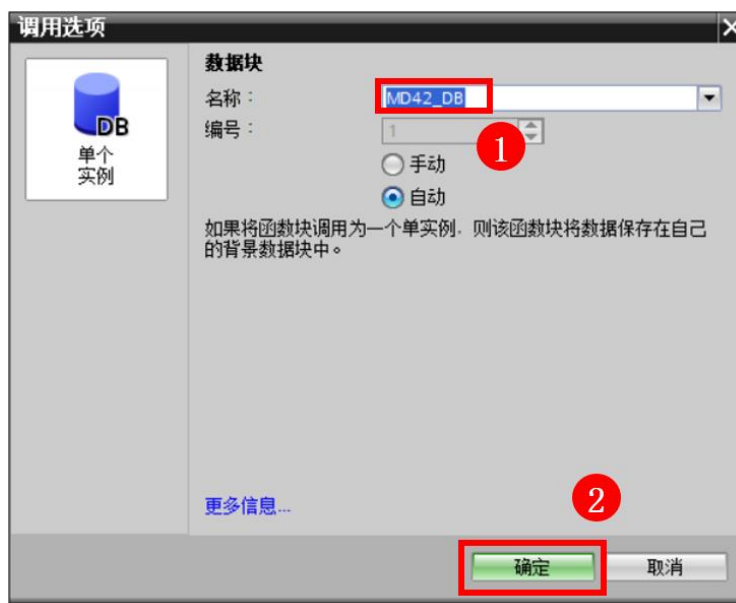 调用选项
数据块
名称：
MD42_DB
编号：
1
1
手动
自动
DB
单个
实例
如果将函数块调用为一个单实例，则该函数块将数据保存在自己
的背景数据块中。
更多信息...
2
确定
取消